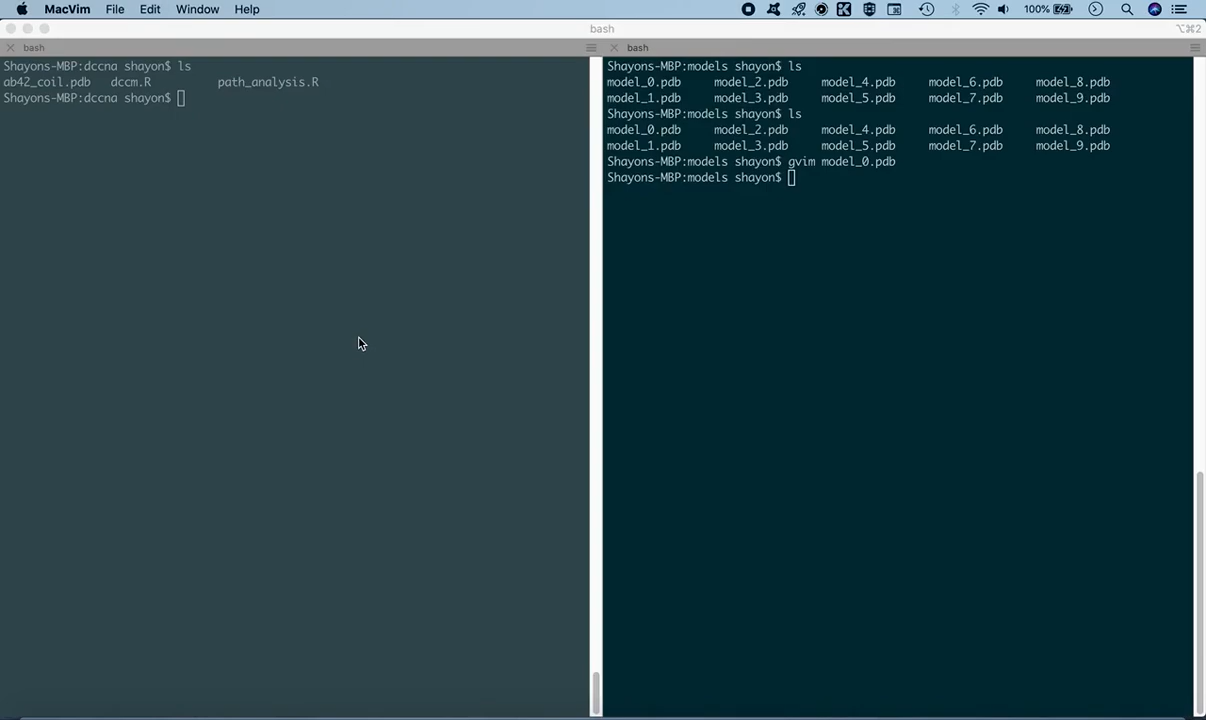 MacVim File Edit Window Help 100%
bash ⌥⌘2
bash
Shayons-MBP:dccna shayon$ ls
ab42_coil.pdb dccm.R path_analysis.R
Shayons-MBP:dccna shayon$
bash
Shayons-MBP:models shayon$ ls
model_0.pdb model_2.pdb model_4.pdb model_6.pdb model_8.pdb
model_1.pdb model_3.pdb model_5.pdb model_7.pdb model_9.pdb
Shayons-MBP:models shayon$ ls
model_0.pdb model_2.pdb model_4.pdb model_6.pdb model_8.pdb
model_1.pdb model_3.pdb model_5.pdb model_7.pdb model_9.pdb
Shayons-MBP:models shayon$ gvim model_0.pdb
Shayons-MBP:models shayon$